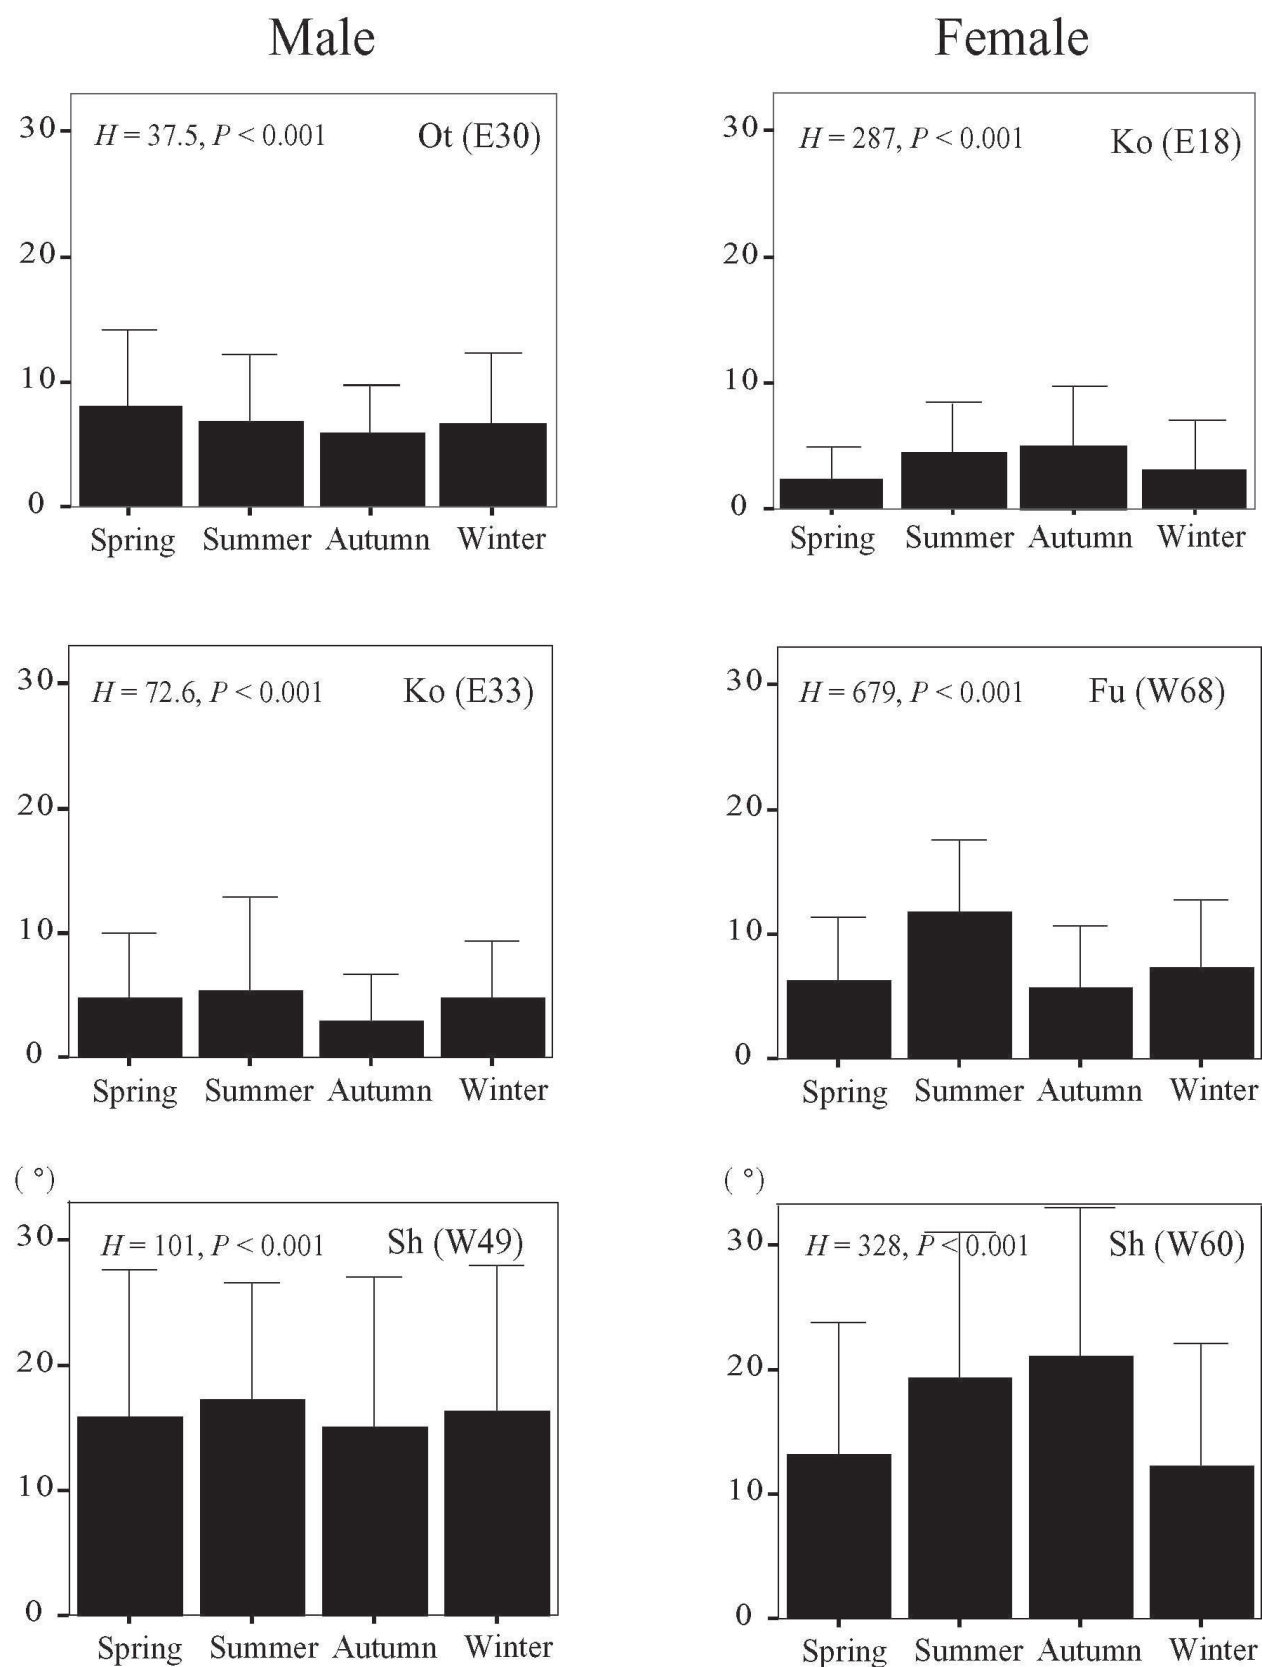 Male
Female
30
H = 37.5, P < 0.001
Ot (E30)
20
10
0
Spring Summer Autumn Winter
30
H = 287, P < 0.001
Ko (E18)
20
10
0
Spring Summer Autumn Winter
30
H = 72.6, P < 0.001
Ko (E33)
20
10
0
Spring Summer Autumn Winter
30
H = 679, P < 0.001
Fu (W68)
20
10
0
Spring Summer Autumn Winter
( °)
30
H = 101, P < 0.001
Sh (W49)
20
10
0
Spring Summer Autumn Winter
( °)
30
H = 328, P < 0.001
Sh (W60)
20
10
0
Spring Summer Autumn Winter